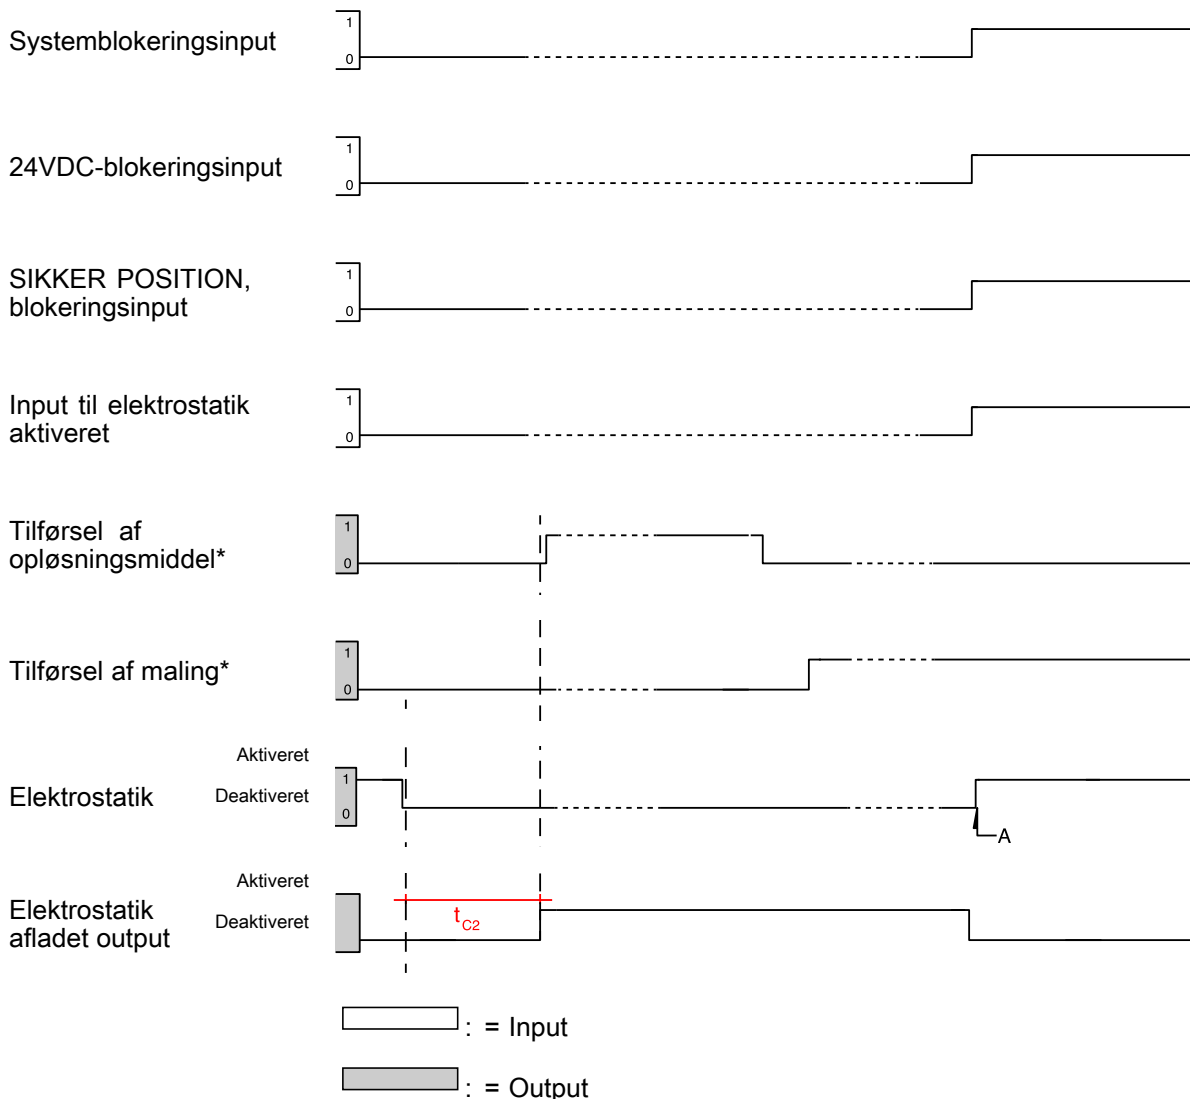 Systemblokeringsinput
1
0
24VDC-blokeringsinput
1
0
SIKKER POSITION,
blokeringsinput
1
0
Input til elektrostatik
aktiveret
1
0
Tilførsel af
opløsningsmiddel*
1
0
Tilførsel af maling*
1
0
Elektrostatik
Aktiveret
Deaktiveret
1
0
A
Elektrostatik
afladet output
Aktiveret
Deaktiveret
tC2
: = Input
: = Output